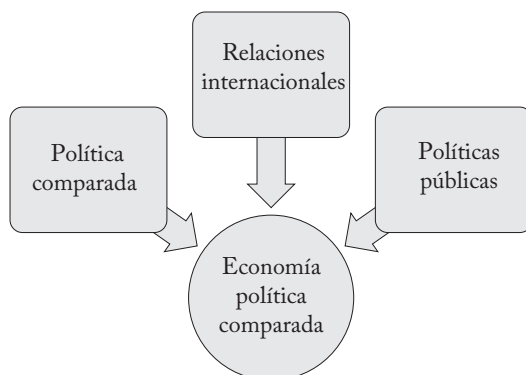 Relaciones
internacionales
Política
comparada
Políticas
públicas
Economía
política
comparada